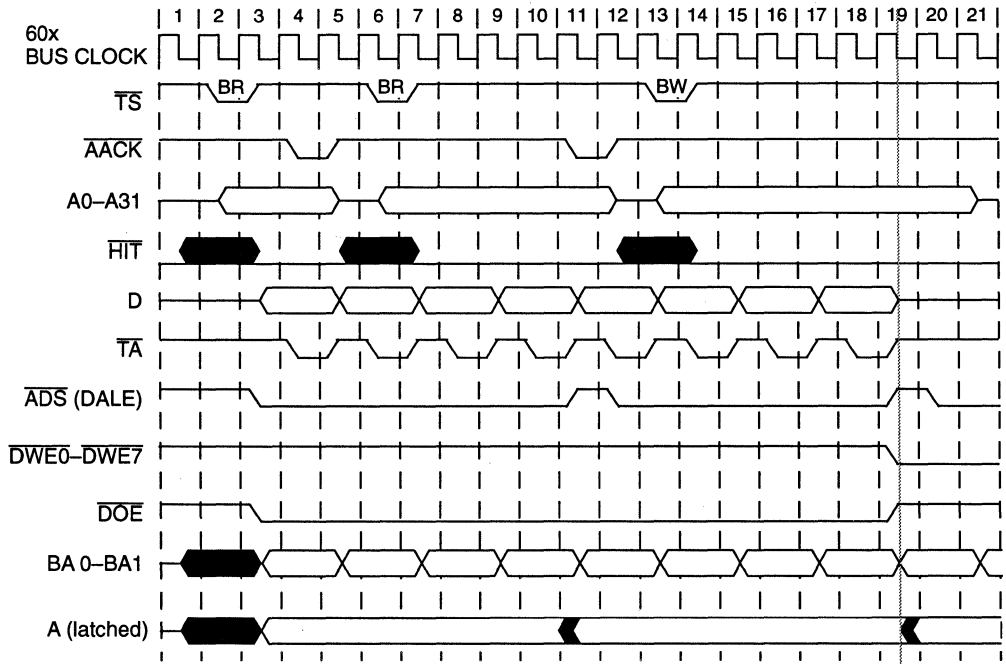 1 2 3 4 5 6 7 8 9 10 11 12 13 14 15 16 17 18 19 20 21
60x
BUS CLOCK
TS BR BR BW
AACK
A0–A31
HIT
D
TA
ADS (DALE)
DWE0–DWE7
DOE
BA 0–BA1
A (latched)